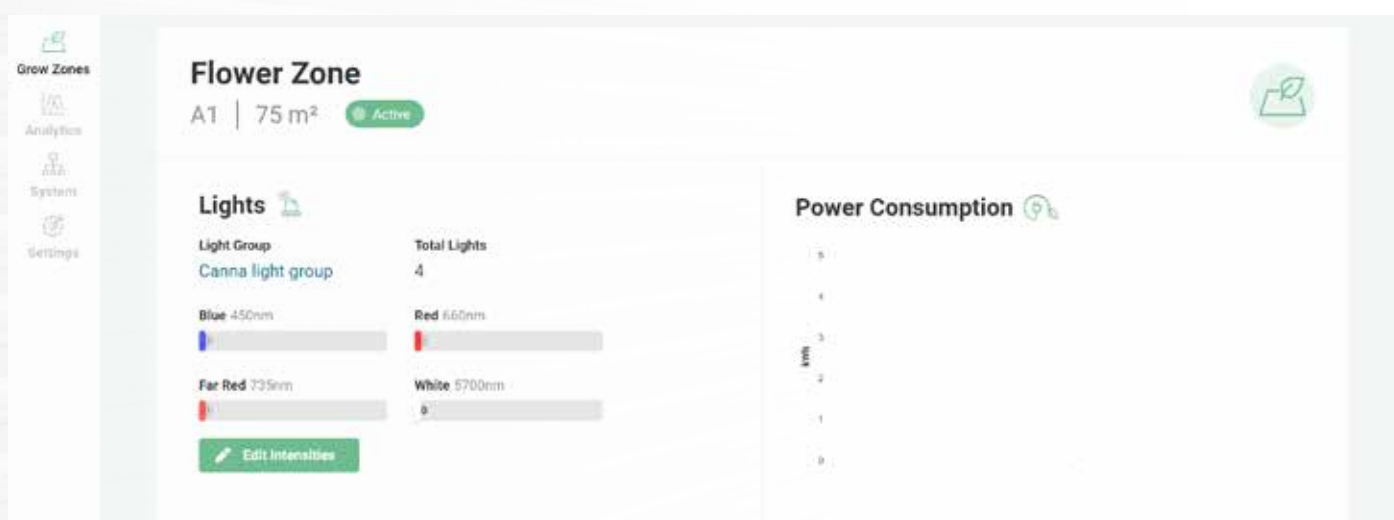 Grow Zones
Analytics
System
Settings
Flower Zone
A1 | 75 m²
Active
Lights
Light Group
Canna light group
Total Lights
4
Blue 450nm
Red 660nm
Far Red 735nm
White 5700nm
0
Edit Intensities
Power Consumption
5
4
3
2
1
0
kWh